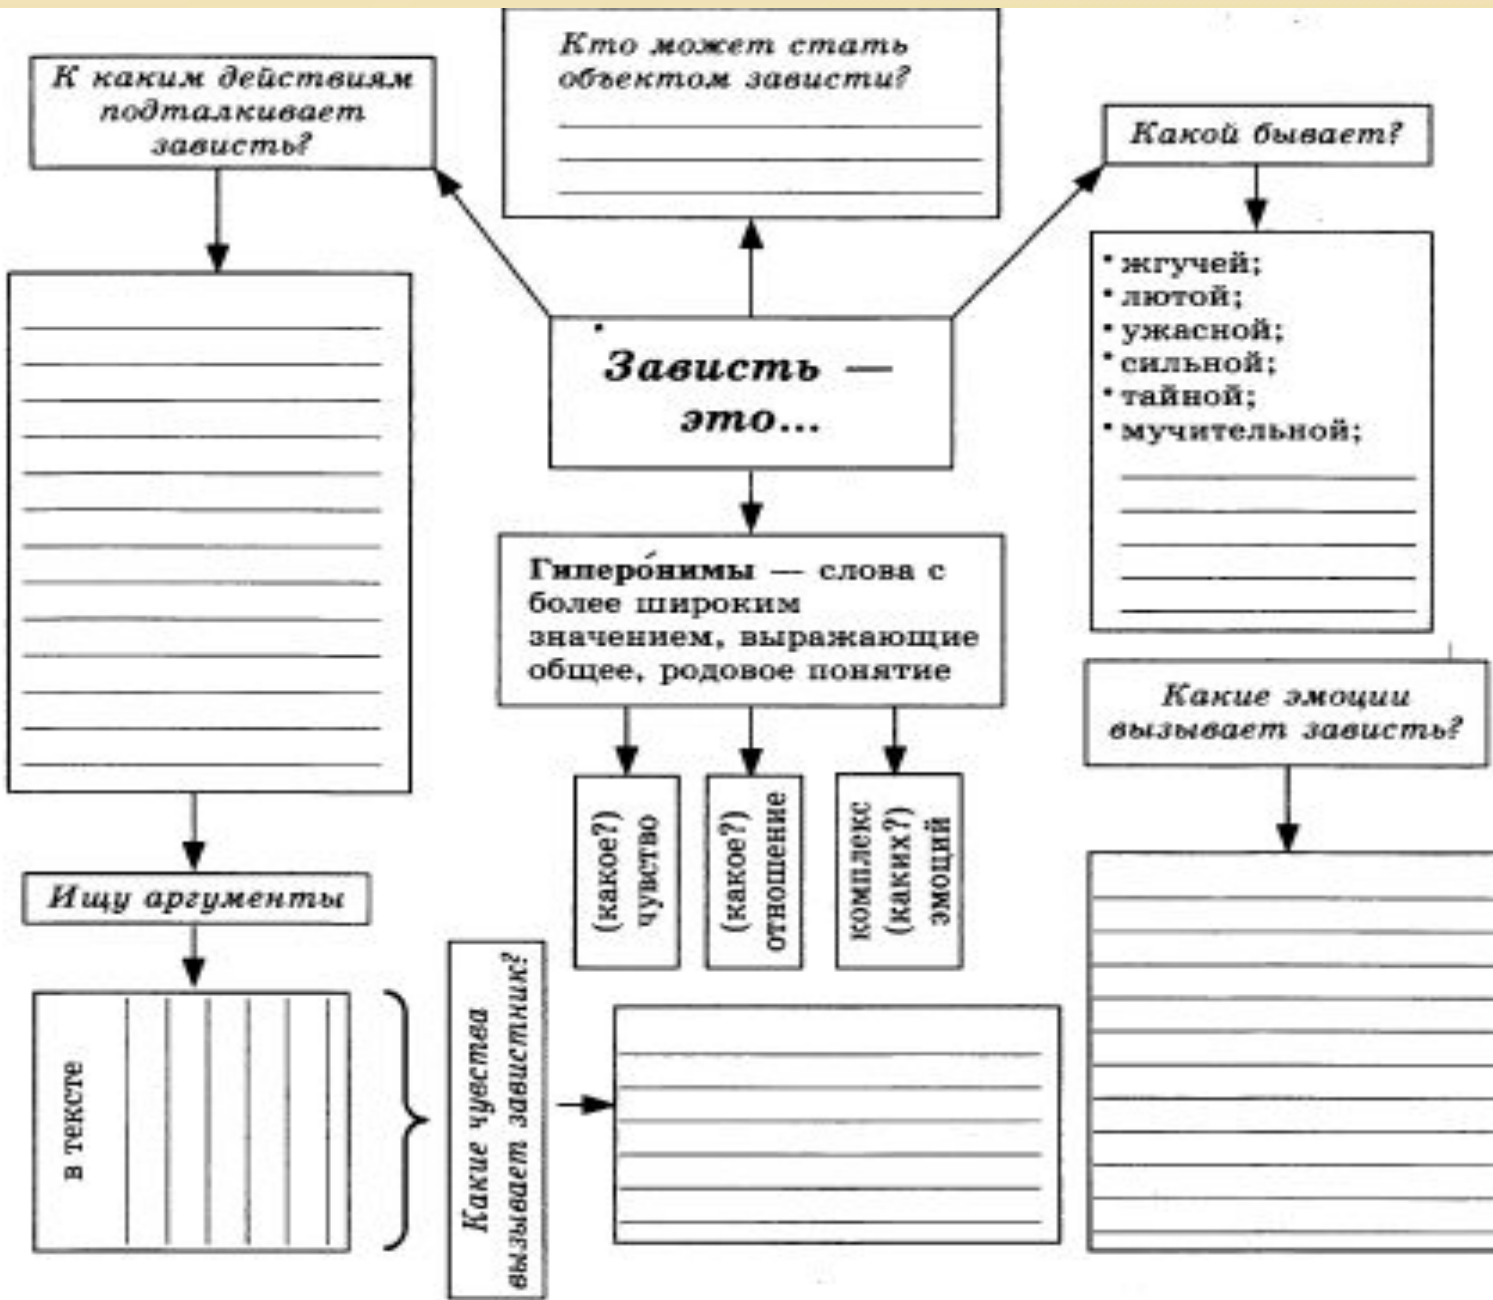 Кто может стать
объектом зависти?
К каким действиям
подталкивает
зависть?
Какой бывает?
• жгучей;
• лютой;
• ужасной;
• сильной;
• тайной;
• мучительной;
Зависть —
это...
Гиперо́нимы — слова с
более широким
значением, выражающие
общее, родовое понятие
Какие эмоции
вызывает зависть?
(какое?)
чувство
(какое?)
отношение
комплекс
(каких?)
эмоций
Ищу аргументы
в тексте
Какие чувства
вызывает завистник?